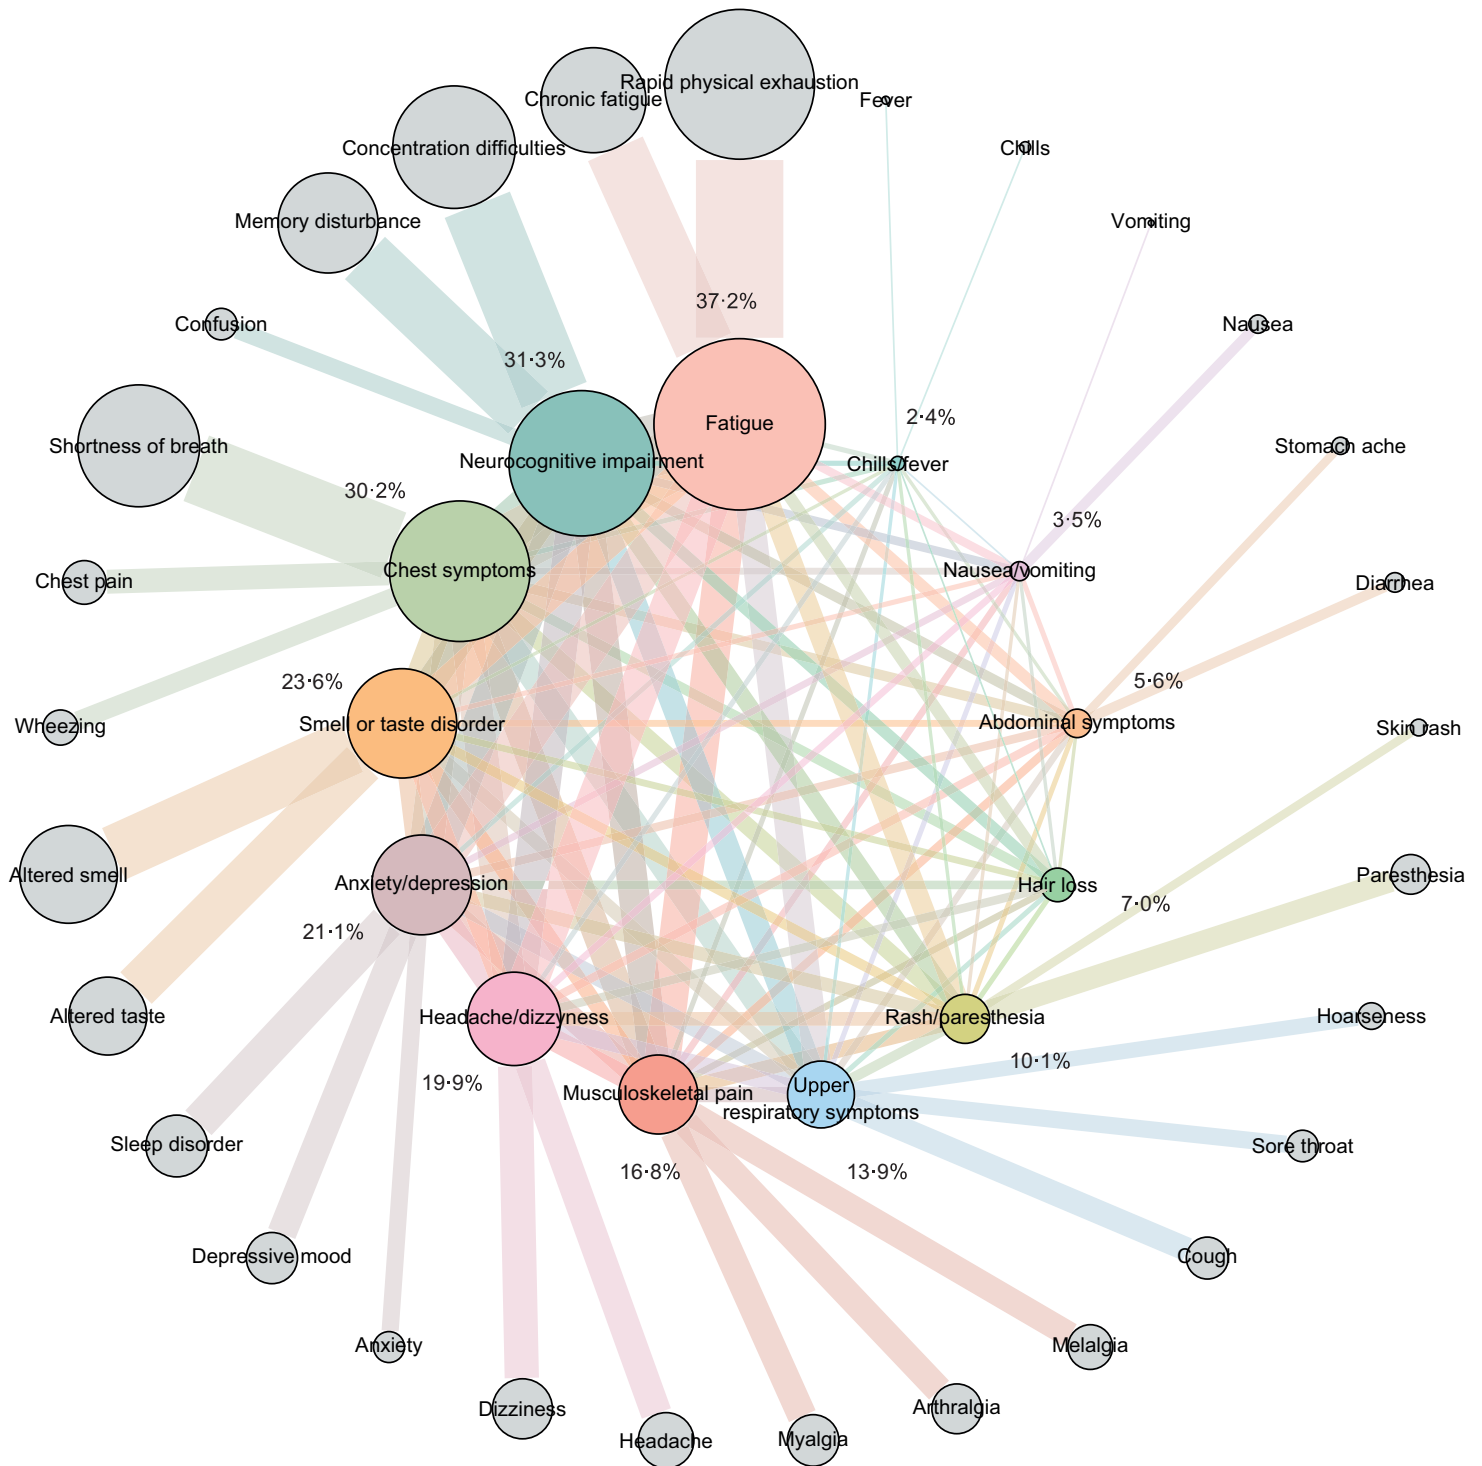 Rapid physical exhaustion
Chronic fatigue
Fever
Concentration difficulties
Chills
Memory disturbance
Vomiting
37·2%
Confusion
Nausea
31·3%
2·4%
Fatigue
Shortness of breath
Stomach ache
Neurocognitive impairment
Chills/fever
30·2%
3·5%
Chest symptoms
Nausea/vomiting
Chest pain
Diarrhea
23·6%
5·6%
Smell or taste disorder
Abdominal symptoms
Wheezing
Skin rash
Altered smell
Anxiety/depression
Hair loss
Paresthesia
7·0%
21·1%
Altered taste
Headache/dizzyness
Rash/paresthesia
Hoarseness
10·1%
19·9%
Musculoskeletal pain
Upper
respiratory symptoms
Sleep disorder
Sore throat
16·8%
13·9%
Depressive mood
Cough
Anxiety
Melalgia
Dizziness
Arthralgia
Headache
Myalgia